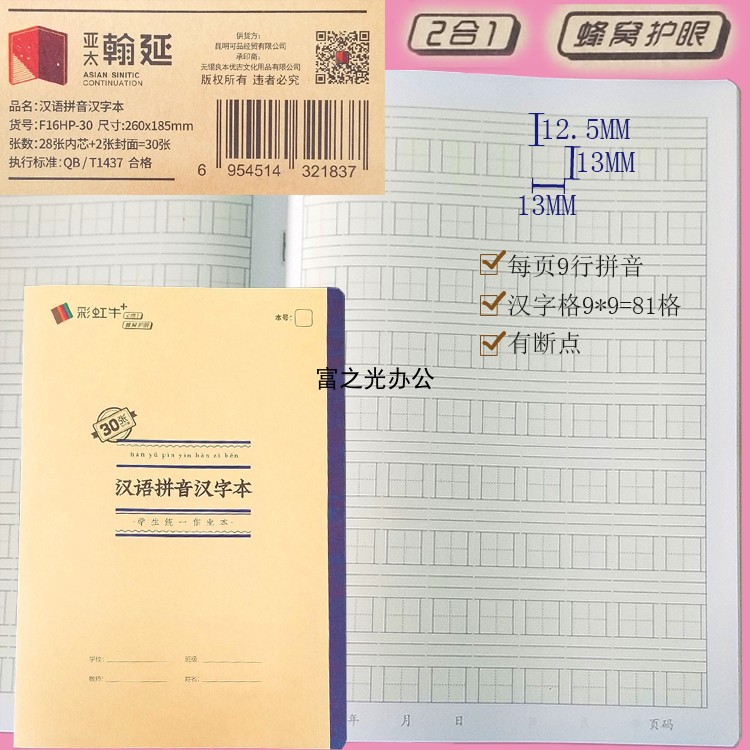 亚太翰延
ASIAN SINITIC
CONTINUATION
供货方:
昆明可品经贸有限公司
承印商:
无锡良本优吉文化用品有限公司
版权所有 违者必究
品名:汉语拼音汉字本
货号:F16HP-30 尺寸:260x185mm
张数:28张内芯+2张封面=30张
执行标准:QB/T1437 合格
6 954514 321837
2合1
蜂窝护眼
12.5MM
13MM
13MM
每页9行拼音
汉字格9*9=81格
有断点
富之光办公
彩虹牛+
蜂窝护眼
本号:
30张
hàn yǔ pīn yīn hàn zì běn
汉语拼音汉字本
·学生统一作业本·
学校:
班级:
教师:
姓名:
年 月 日
页码